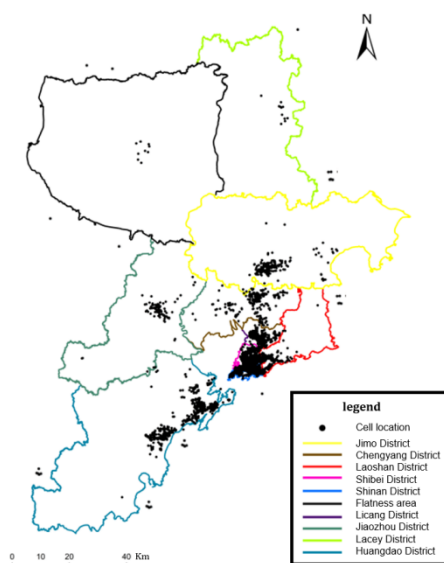 N
legend
Cell location
Jimo District
Chengyang District
Laoshan District
Shibei District
Shinan District
Flatness area
Licang District
Jiaozhou District
Lacey District
Huangdao District
0 10 20 40 Km